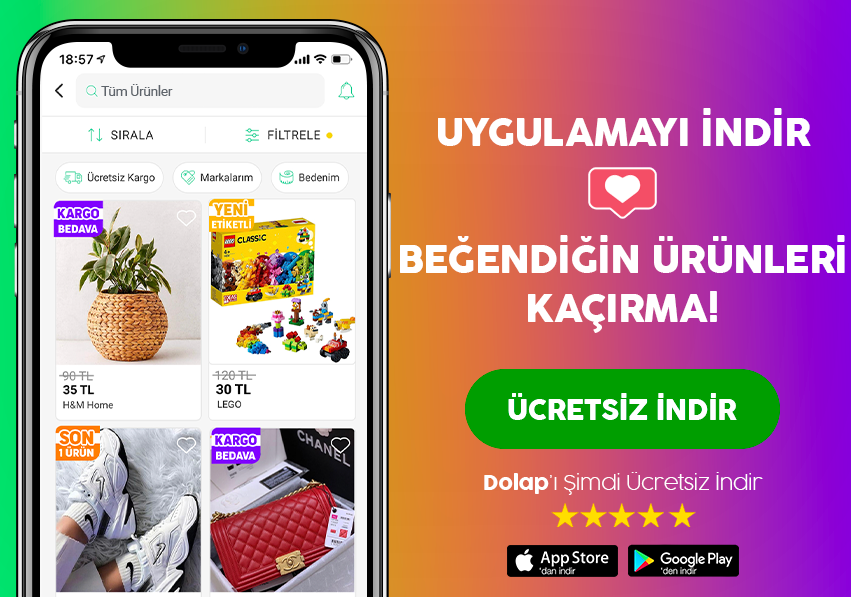 18:57
Tüm Ürünler
SIRALA
FİLTRELE
Ücretsiz Kargo
Markalarım
Bedenim
KARGO
BEDAVA
YENİ
ETİKETLİ
LEGO CLASSIC
90 TL
35 TL
H&M Home
120 TL
30 TL
LEGO
SON
1 ÜRÜN
KARGO
BEDAVA
CHANEL
UYGULAMAYI İNDİR
BEĞENDİĞİN ÜRÜNLERİ
KAÇIRMA!
ÜCRETSİZ İNDİR
Dolap'ı Şimdi Ücretsiz İndir
App Store
'dan indir
Google Play
'den indir